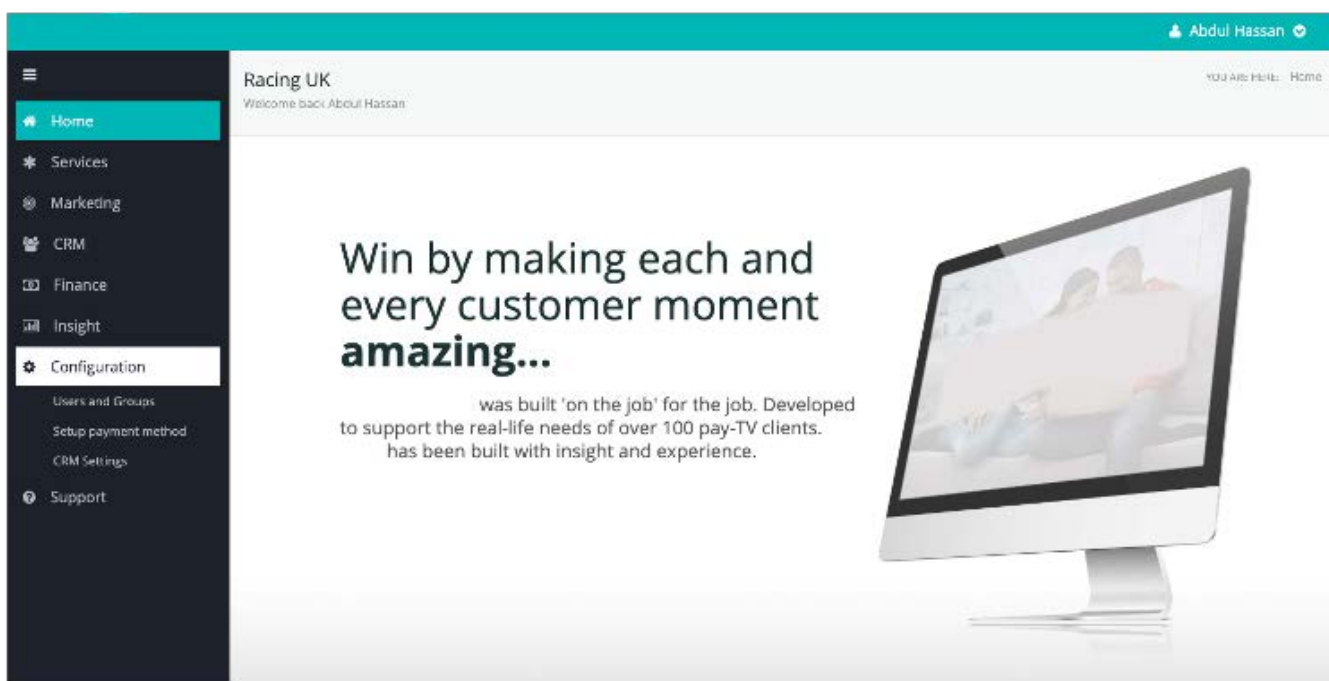 Abdul Hassan
Racing UK
YOU ARE HERE: Home
Welcome back Abdul Hassan
Home
Services
Marketing
CRM
Finance
Insight
Configuration
Users and Groups
Setup payment method
CRM Settings
Support
Win by making each and
every customer moment
amazing...
was built 'on the job' for the job. Developed
to support the real-life needs of over 100 pay-TV clients.
has been built with insight and experience.